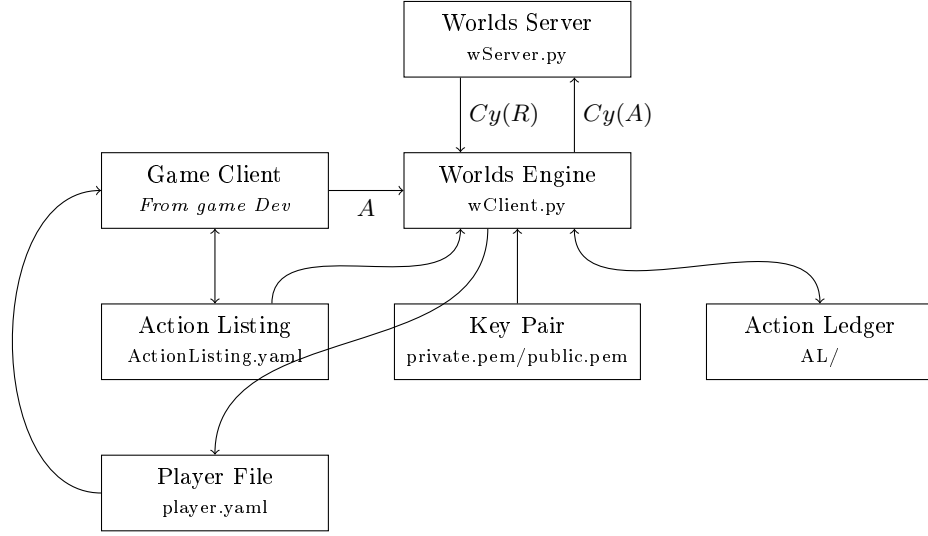 Worlds Server
wServer.py
Cy(R)
Cy(A)
Game Client
From game Dev
A
Worlds Engine
wClient.py
Action Listing
ActionListing.yaml
Key Pair
private.pem/public.pem
Action Ledger
AL/
Player File
player.yaml